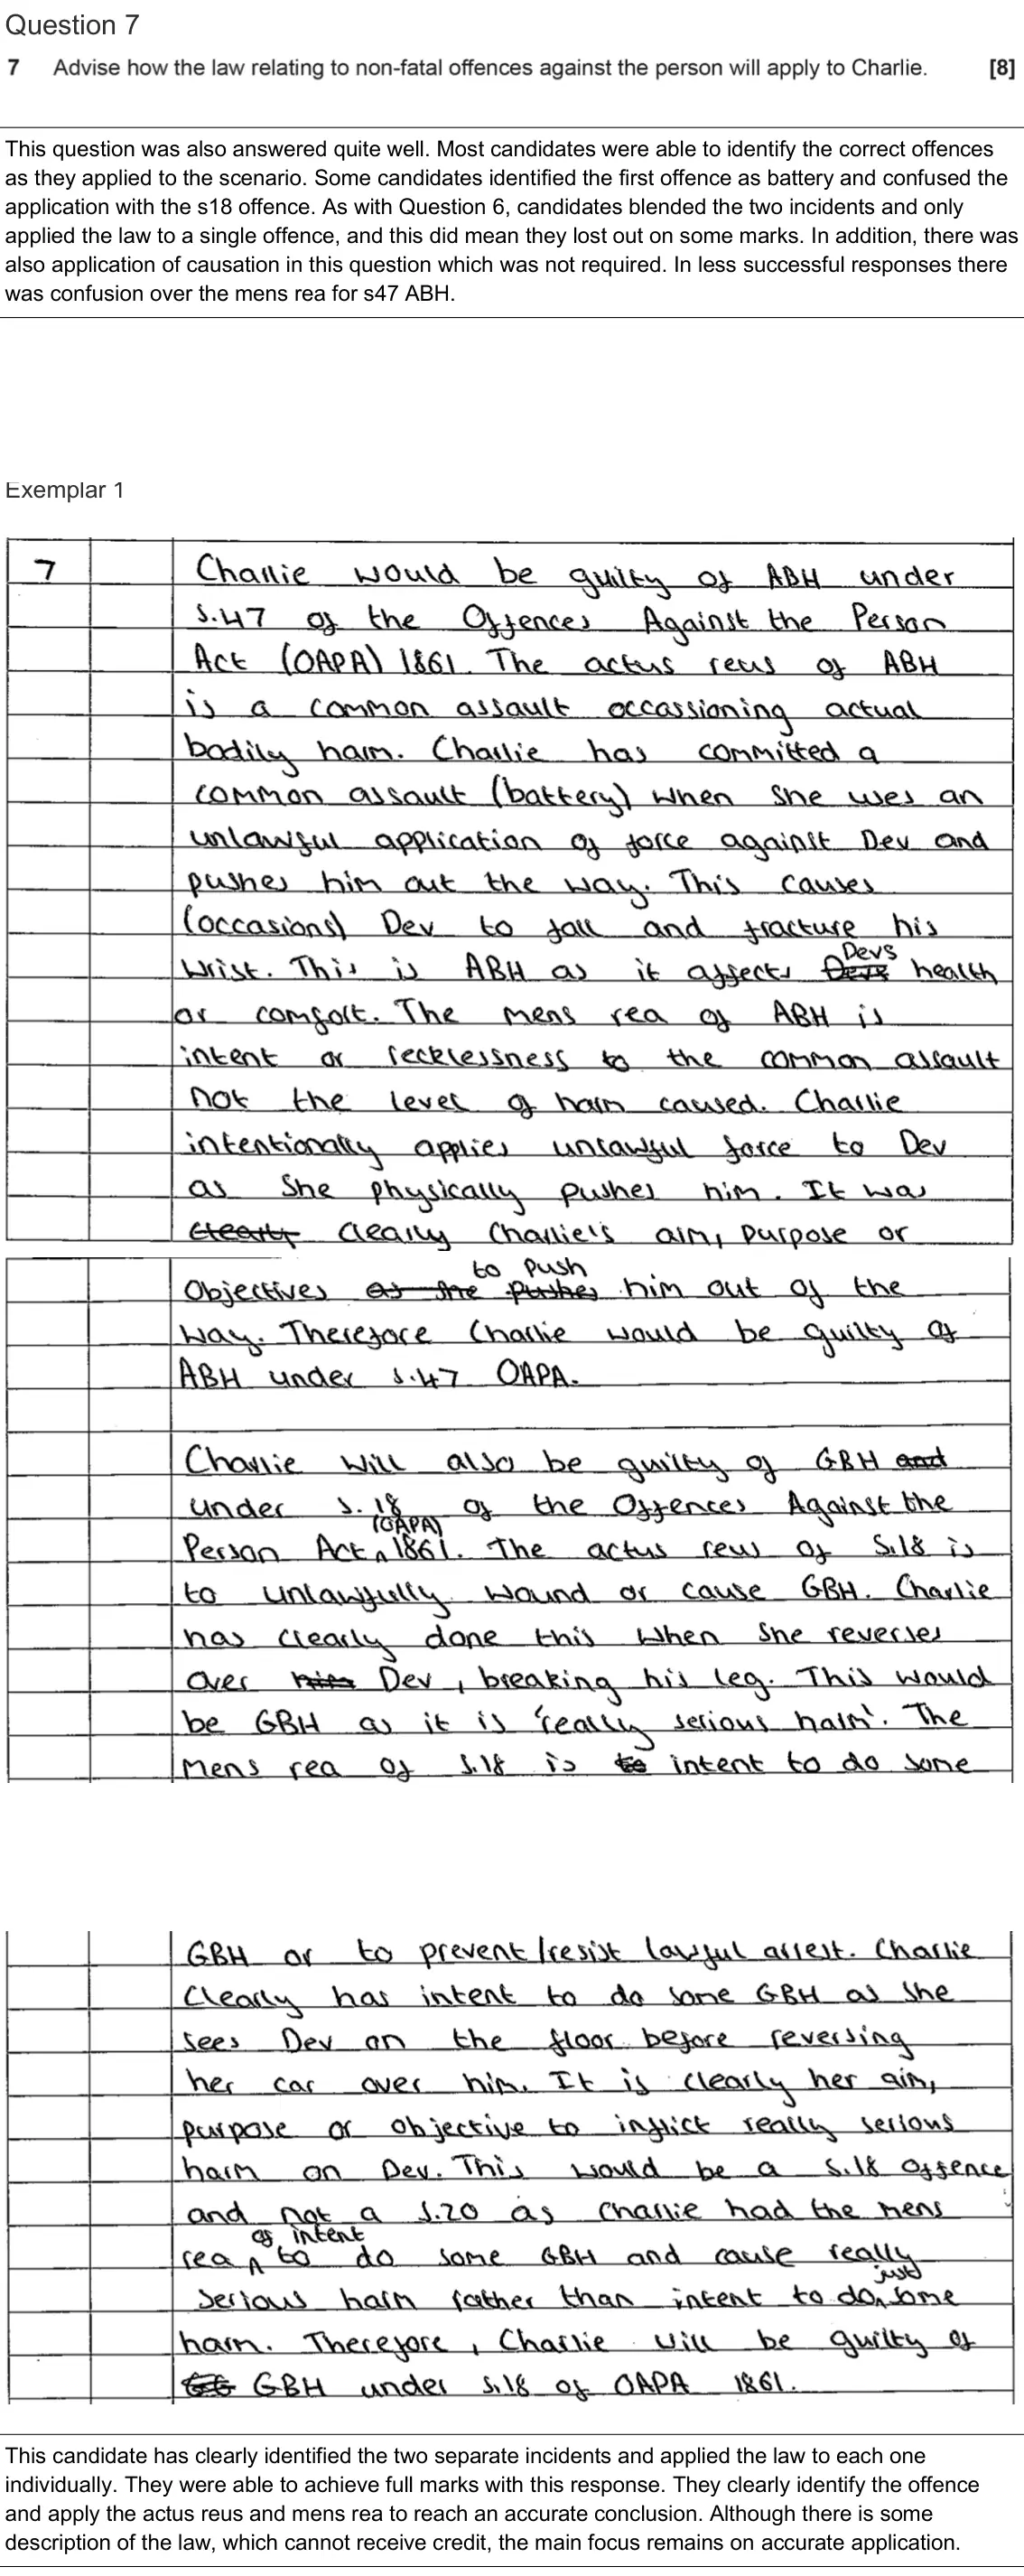 Question 7
7 Advise how the law relating to non-fatal offences against the person will apply to Charlie. [8]
This question was also answered quite well. Most candidates were able to identify the correct offences
as they applied to the scenario. Some candidates identified the first offence as battery and confused the
application with the s18 offence. As with Question 6, candidates blended the two incidents and only
applied the law to a single offence, and this did mean they lost out on some marks. In addition, there was
also application of causation in this question which was not required. In less successful responses there
was confusion over the mens rea for s47 ABH.
Exemplar 1
7 Charlie would be guilty of ABH under
s.47 of the Offences Against the Person
Act (OAPA) 1861. The actus reus of ABH
is a common assault occassioning actual
bodily harm. Charlie has committed a
common assault (battery) when she wes an
unlawful application of force against Dev and
pushes him out the way. This causes
(occasions) Dev to fall and fracture his
wrist. This is ABH as it affects Devs health
or comfort. The mens rea of ABH is
intent or recklessness to the common assault
not the level of harm caused. Charlie
intentionally applies unlawful force to Dev
as she physically pushes him. It was
clearly clearly Charlie's aim, purpose or
Objectives as she pushes to push him out of the
way. Therefore Charlie would be guilty of
ABH under s.47 OAPA.
Charlie will also be guilty of GBH and
under s.18 of the Offences Against the
Person Act (OAPA) 1861. The actus reus of S.18 is
to unlawfully wound or cause GBH. Charlie
has clearly done this when she reverses
over him Dev, breaking his leg. This would
be GBH as it is 'really serious harm'. The
mens rea of s.18 is to intent to do some
GBH or to prevent/resist lawful arrest. Charlie
clearly has intent to do some GBH as she
sees Dev on the floor before reversing
her car over him. It is clearly her aim,
purpose or objective to inflict really serious
harm on Dev. This would be a s.18 offence
and not a s.20 as Charlie had the mens
rea of intent to do some GBH and cause really
serious harm rather than intent to do just some
harm. Therefore, Charlie will be guilty of
GBH under s.18 of OAPA 1861.
This candidate has clearly identified the two separate incidents and applied the law to each one
individually. They were able to achieve full marks with this response. They clearly identify the offence
and apply the actus reus and mens rea to reach an accurate conclusion. Although there is some
description of the law, which cannot receive credit, the main focus remains on accurate application.